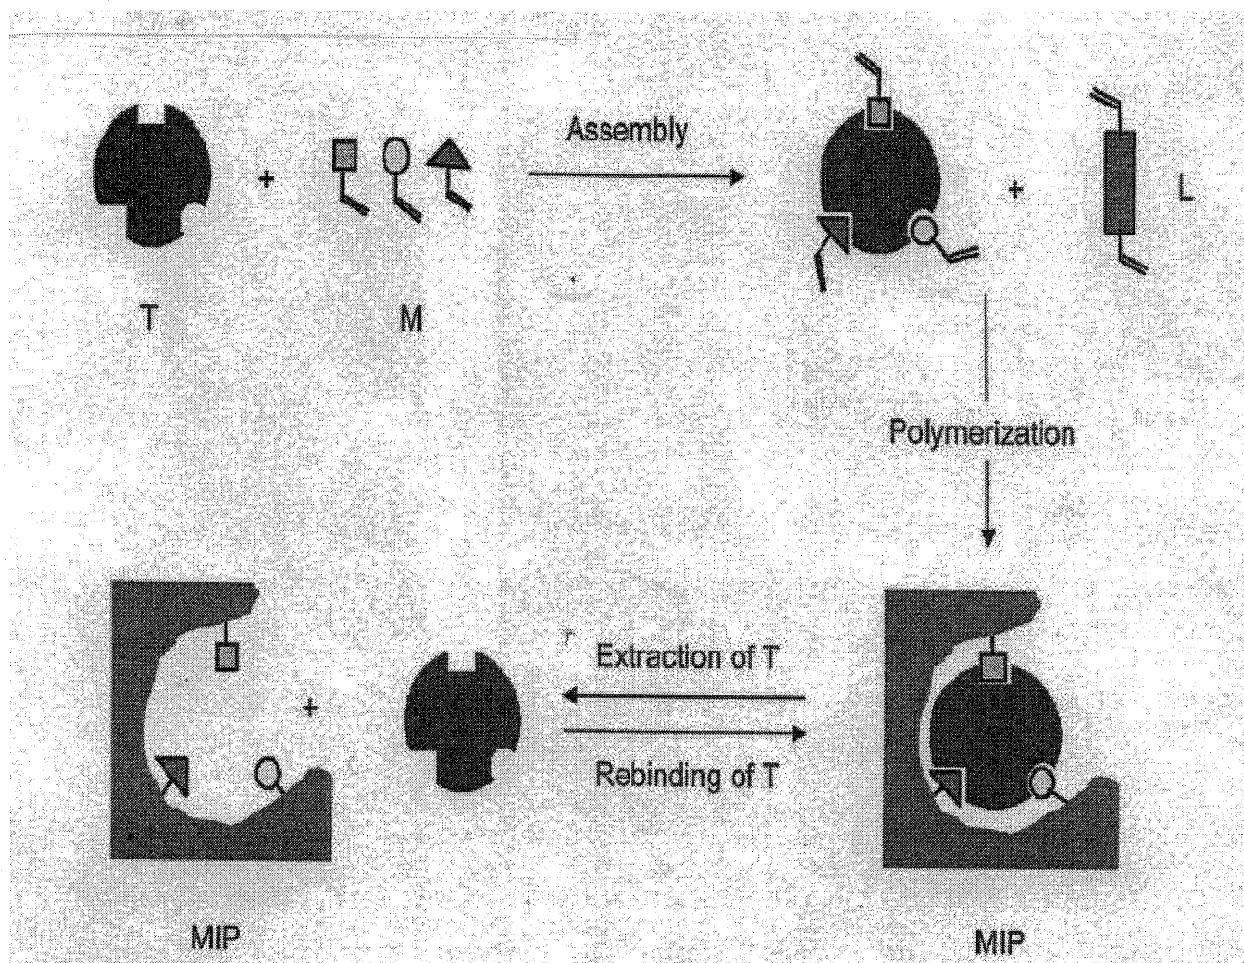 Assembly
+
+
L
T
M
Polymerization
Extraction of T
+
Rebinding of T
MIP
MIP